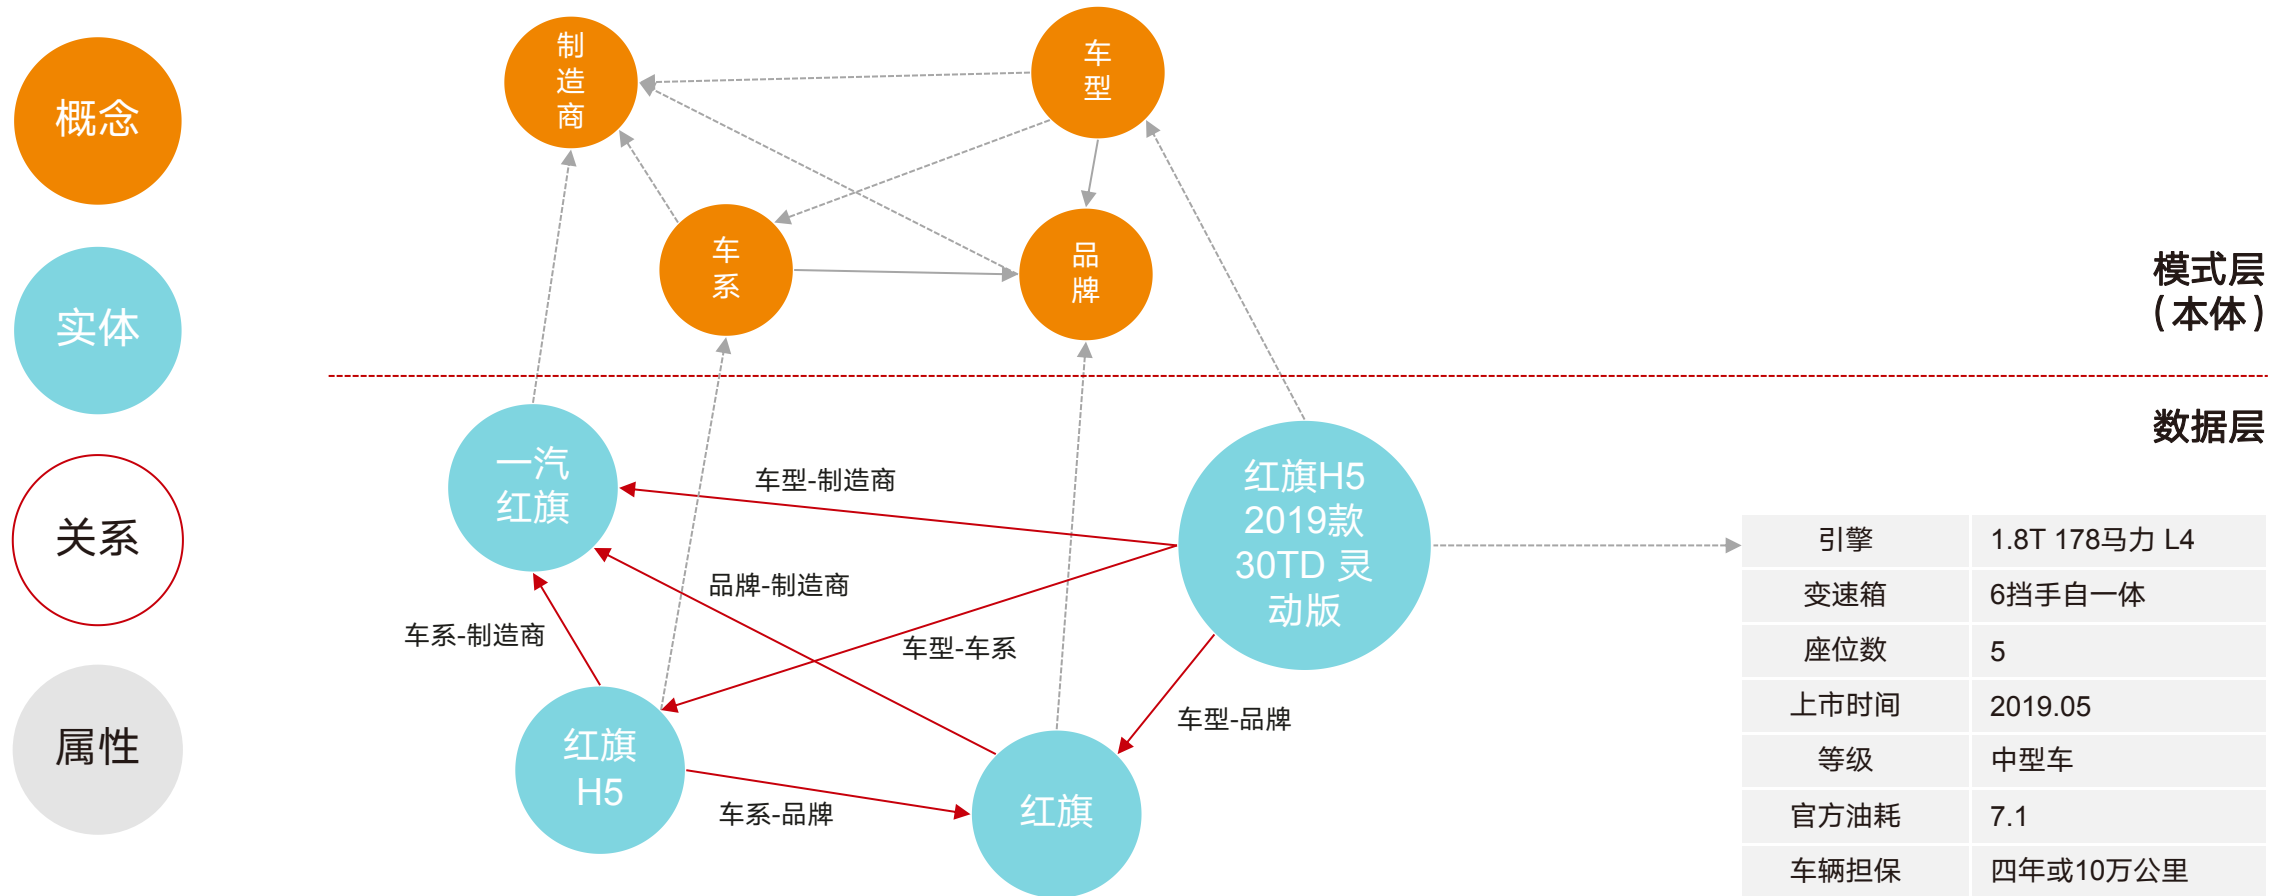 概念
实体
关系
属性
制
造
商
车
型
车
系
品
牌
模式层
（本体）
数据层
一汽
红旗
红旗H5
2019款
30TD 灵
动版
车型-制造商
品牌-制造商
车系-制造商
车型-车系
车型-品牌
车系-品牌
红旗
H5
红旗
引擎 1.8T 178马力 L4
变速箱 6挡手自一体
座位数 5
上市时间 2019.05
等级 中型车
官方油耗 7.1
车辆担保 四年或10万公里